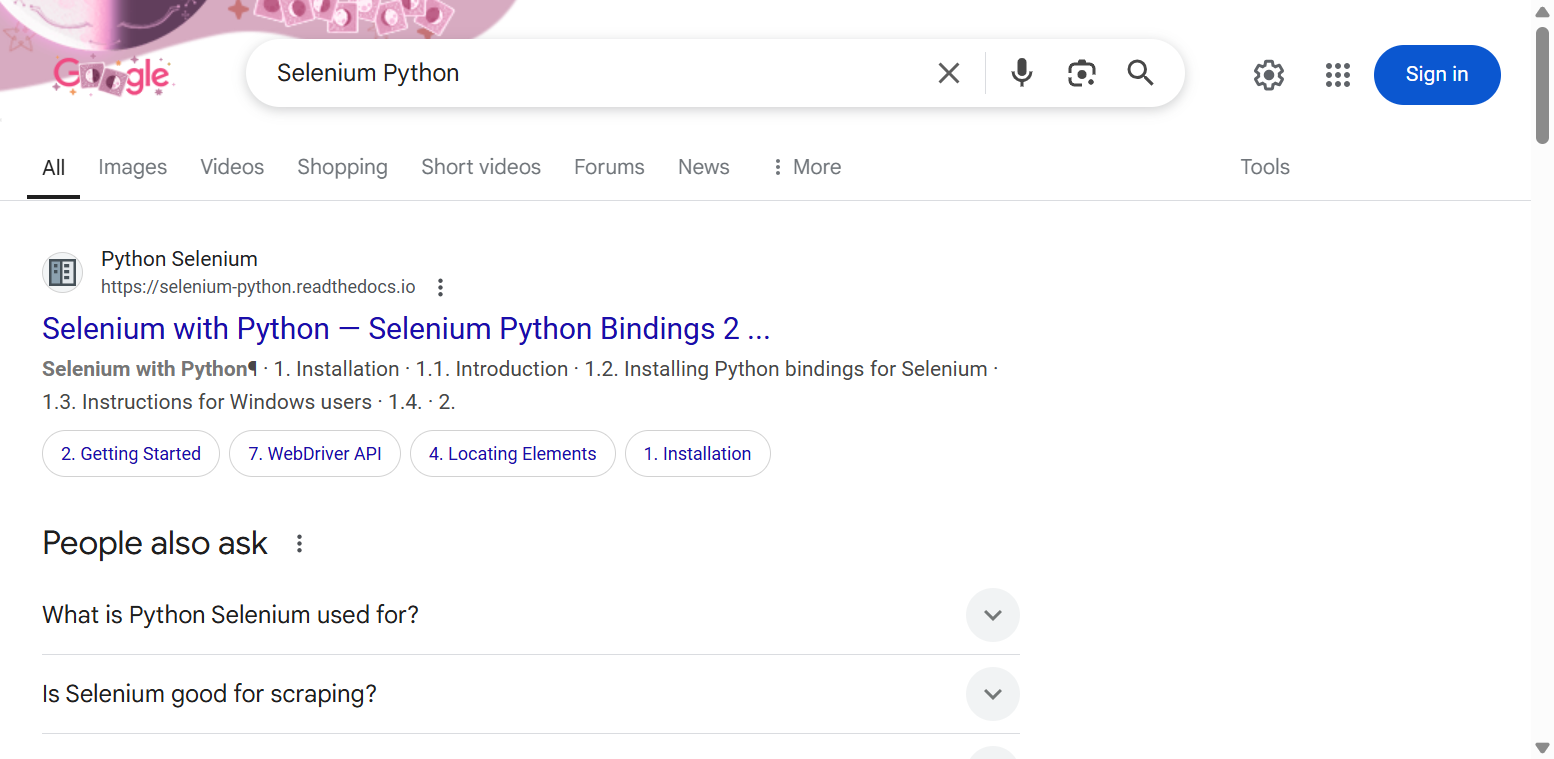 Google
Selenium Python
Sign in
All
Images
Videos
Shopping
Short videos
Forums
News
More
Tools
Python Selenium
https://selenium-python.readthedocs.io
Selenium with Python — Selenium Python Bindings 2 ...
Selenium with Python¶ · 1. Installation · 1.1. Introduction · 1.2. Installing Python bindings for Selenium ·
1.3. Instructions for Windows users · 1.4. · 2.
2. Getting Started
7. WebDriver API
4. Locating Elements
1. Installation
People also ask
What is Python Selenium used for?
Is Selenium good for scraping?